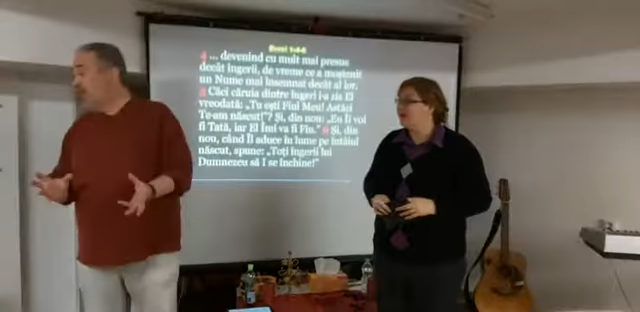 Evrei 1:4-6
4 ... devenind cu mult mai presus
decât îngerii, de vreme ce a moștenit
un Nume mai însemnat decât al lor.
5 Căci căruia dintre îngeri i-a zis El
vreodată: „Tu ești Fiul Meu! Astăzi
Te-am născut!”? Și, din nou: „Eu Îi voi
fi Tată, iar El Îmi va fi Fiu.” 6 Și, din
nou, când Îl aduce în lume pe întâiul
născut, spune: „Toți îngerii lui
Dumnezeu să I se închine!”